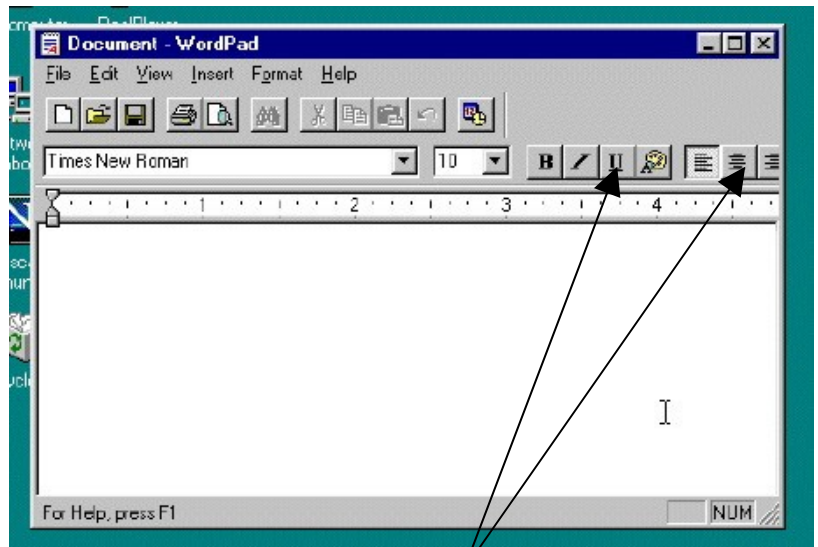 Document - WordPad
File Edit View Insert Format Help
Times New Roman 10 B I U
1 2 3 4
For Help, press F1 NUM